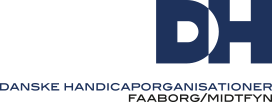 DH
DANSKE HANDICAPORGANISATIONER
FAABORG/MIDTFYN